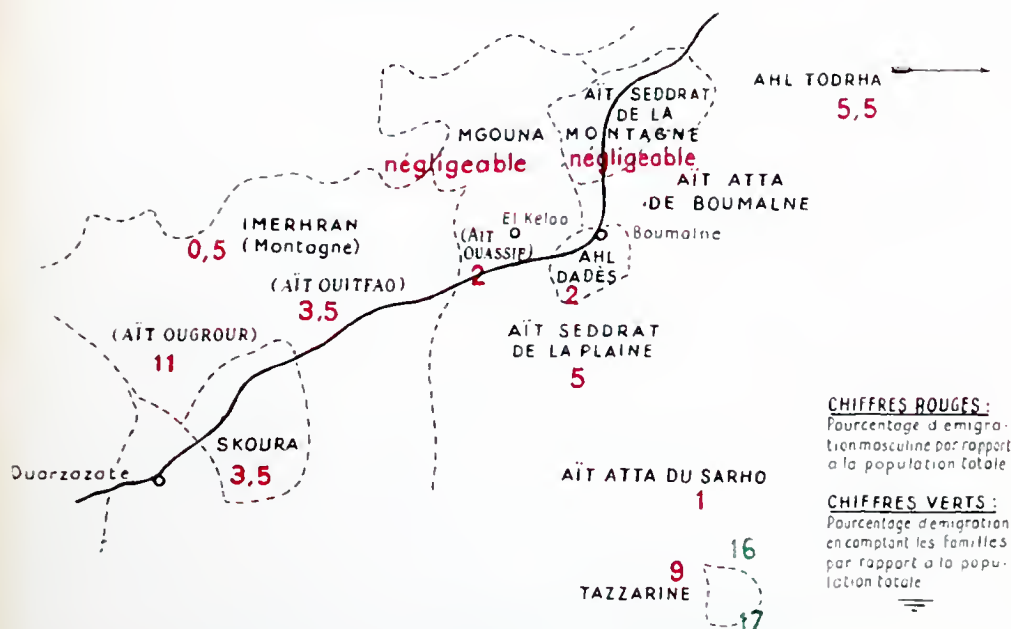 AHL TODRHA
5,5
AÏT SEDDRAT
DE LA
MONTAGNE
négligeable
MGOUNA
négligeable
AÏT ATTA
DE BOUMALNE
IMERHRAN
(Montagne)
0,5
El Kelaa
(AÏT
OUASSIF)
2
Boumalne
AHL
DADÈS
2
(AÏT OUITFAO)
3,5
AÏT SEDDRAT
DE LA PLAINE
5
(AÏT OUGROUR)
11
SKOURA
3,5
Ouarzazate
AÏT ATTA DU SARHO
1
9
16
TAZZARINE
17
CHIFFRES ROUGES :
Pourcentage d'emigra-
tion masculine par rapport
a la population totale
CHIFFRES VERTS :
Pourcentage d'emigration
en comptant les familles
par rapport a la popu-
lation totale